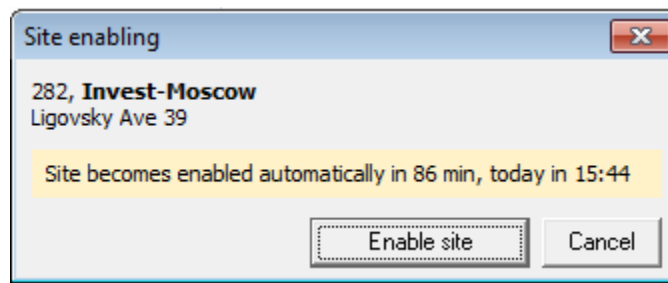 Site enabling
282, Invest-Moscow
Ligovsky Ave 39
Site becomes enabled automatically in 86 min, today in 15:44
Enable site
Cancel